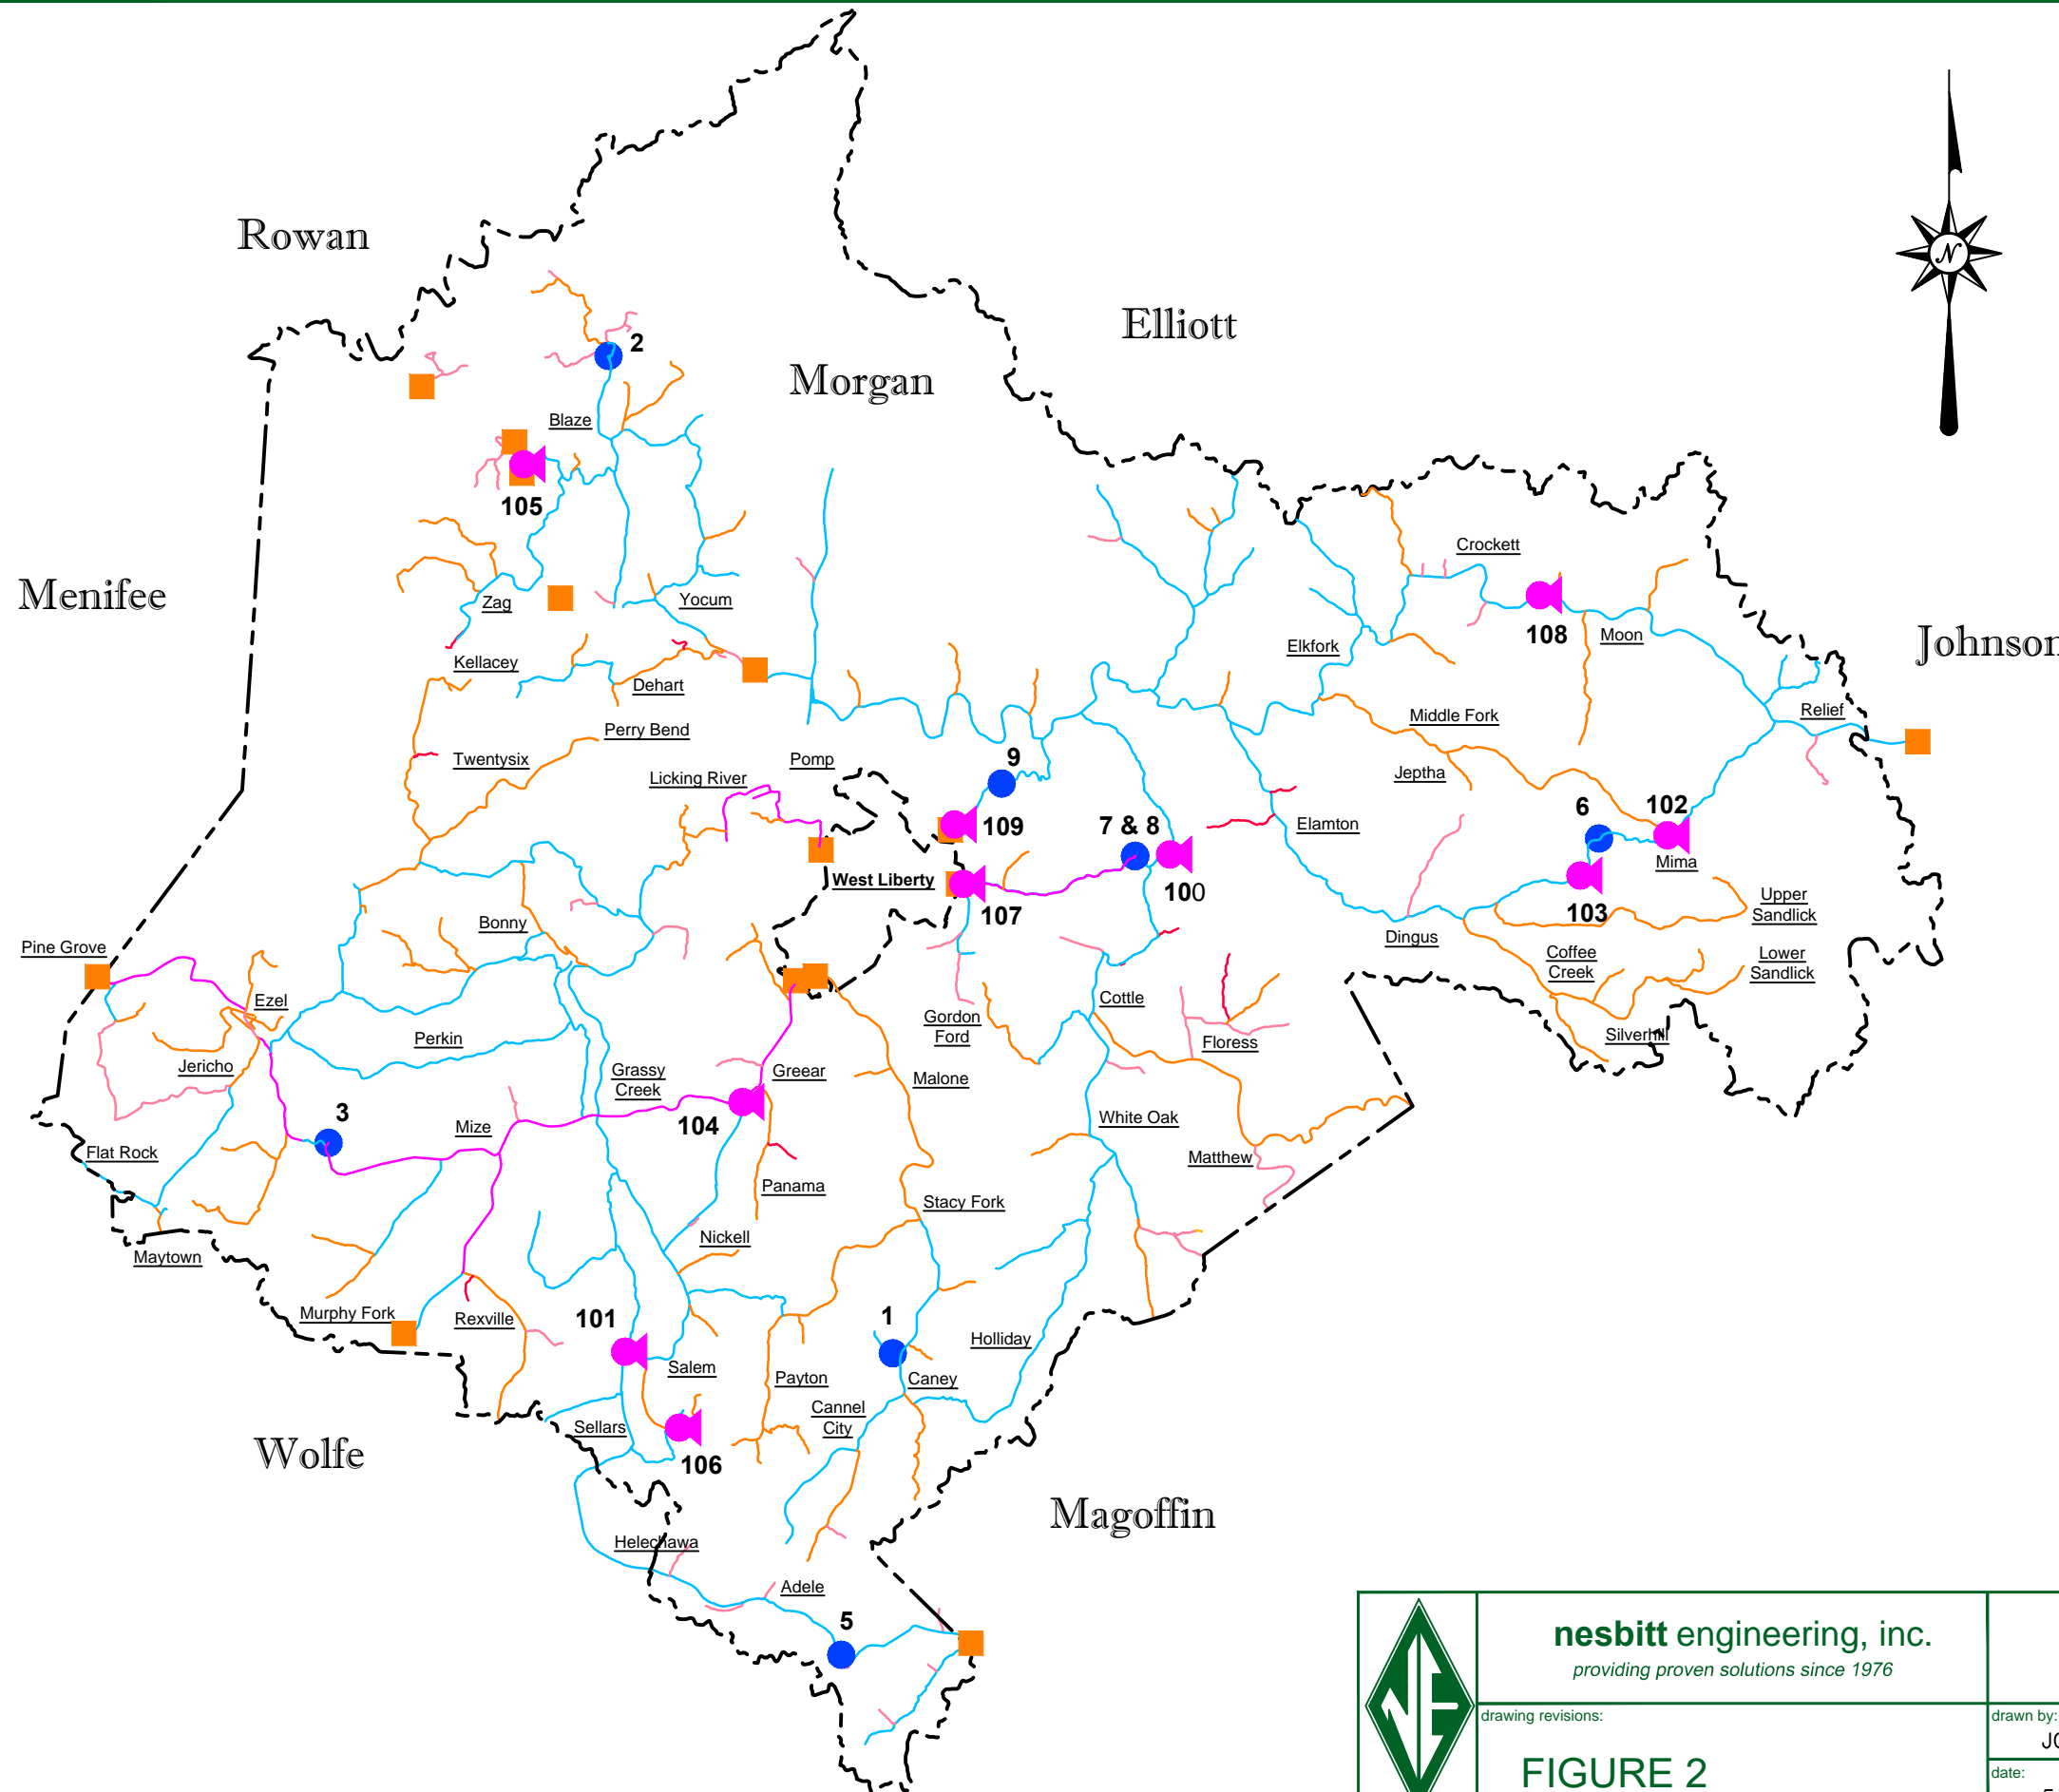 Rowan
Elliott
2
Morgan
Blaze
105
Crockett
Menifee
Zag
Yocum
108
Moon
Johnson
Elkfork
Kellacey
Dehart
Relief
Middle Fork
Perry Bend
Twentysix
Pomp
9
Jeptha
Licking River
6
102
109
7 & 8
Elamton
Mima
West Liberty
100
107
103
Upper
Sandlick
Bonny
Dingus
Pine Grove
Coffee
Creek
Lower
Sandlick
Ezel
Cottle
Gordon
Ford
Perkin
Silverhill
Floress
Jericho
Grassy
Creek
Greear
Malone
3
Mize
104
White Oak
Flat Rock
Matthew
Panama
Stacy Fork
Nickell
Maytown
Murphy Fork
Rexville
101
1
Holliday
Salem
Payton
Caney
Cannel
City
Sellars
Wolfe
106
Magoffin
Helechawa
Adele
5
N
NE
nesbitt engineering, inc.
providing proven solutions since 1976
drawing revisions:
drawn by:
FIGURE 2
date: